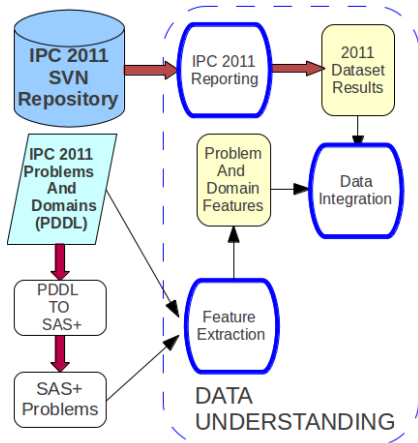 IPC 2011
SVN
Repository
IPC 2011
Reporting
2011
Dataset
Results
IPC 2011
Problems
And
Domains
(PDDL)
Problem
And
Domain
Features
Data
Integration
PDDL
TO
SAS+
Feature
Extraction
SAS+
Problems
DATA
UNDERSTANDING